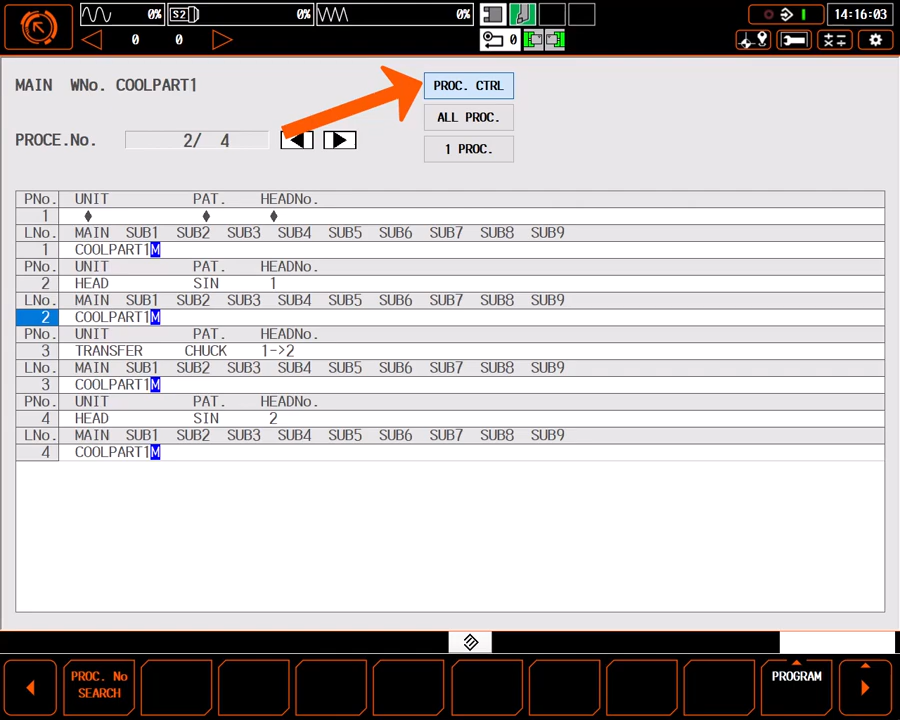 0% S2 0% 0% 14:16:03
0 0 0
MAIN WNo. COOLPART1 PROC. CTRL
ALL PROC.
PROCE.No. 2/ 4
1 PROC.
PNo. UNIT PAT. HEADNo.
1 ♦ ♦ ♦
LNo. MAIN SUB1 SUB2 SUB3 SUB4 SUB5 SUB6 SUB7 SUB8 SUB9
1 COOLPART1M
PNo. UNIT PAT. HEADNo.
2 HEAD SIN 1
LNo. MAIN SUB1 SUB2 SUB3 SUB4 SUB5 SUB6 SUB7 SUB8 SUB9
2 COOLPART1M
PNo. UNIT PAT. HEADNo.
3 TRANSFER CHUCK 1->2
LNo. MAIN SUB1 SUB2 SUB3 SUB4 SUB5 SUB6 SUB7 SUB8 SUB9
3 COOLPART1M
PNo. UNIT PAT. HEADNo.
4 HEAD SIN 2
LNo. MAIN SUB1 SUB2 SUB3 SUB4 SUB5 SUB6 SUB7 SUB8 SUB9
4 COOLPART1M
PROC. No
SEARCH
PROGRAM